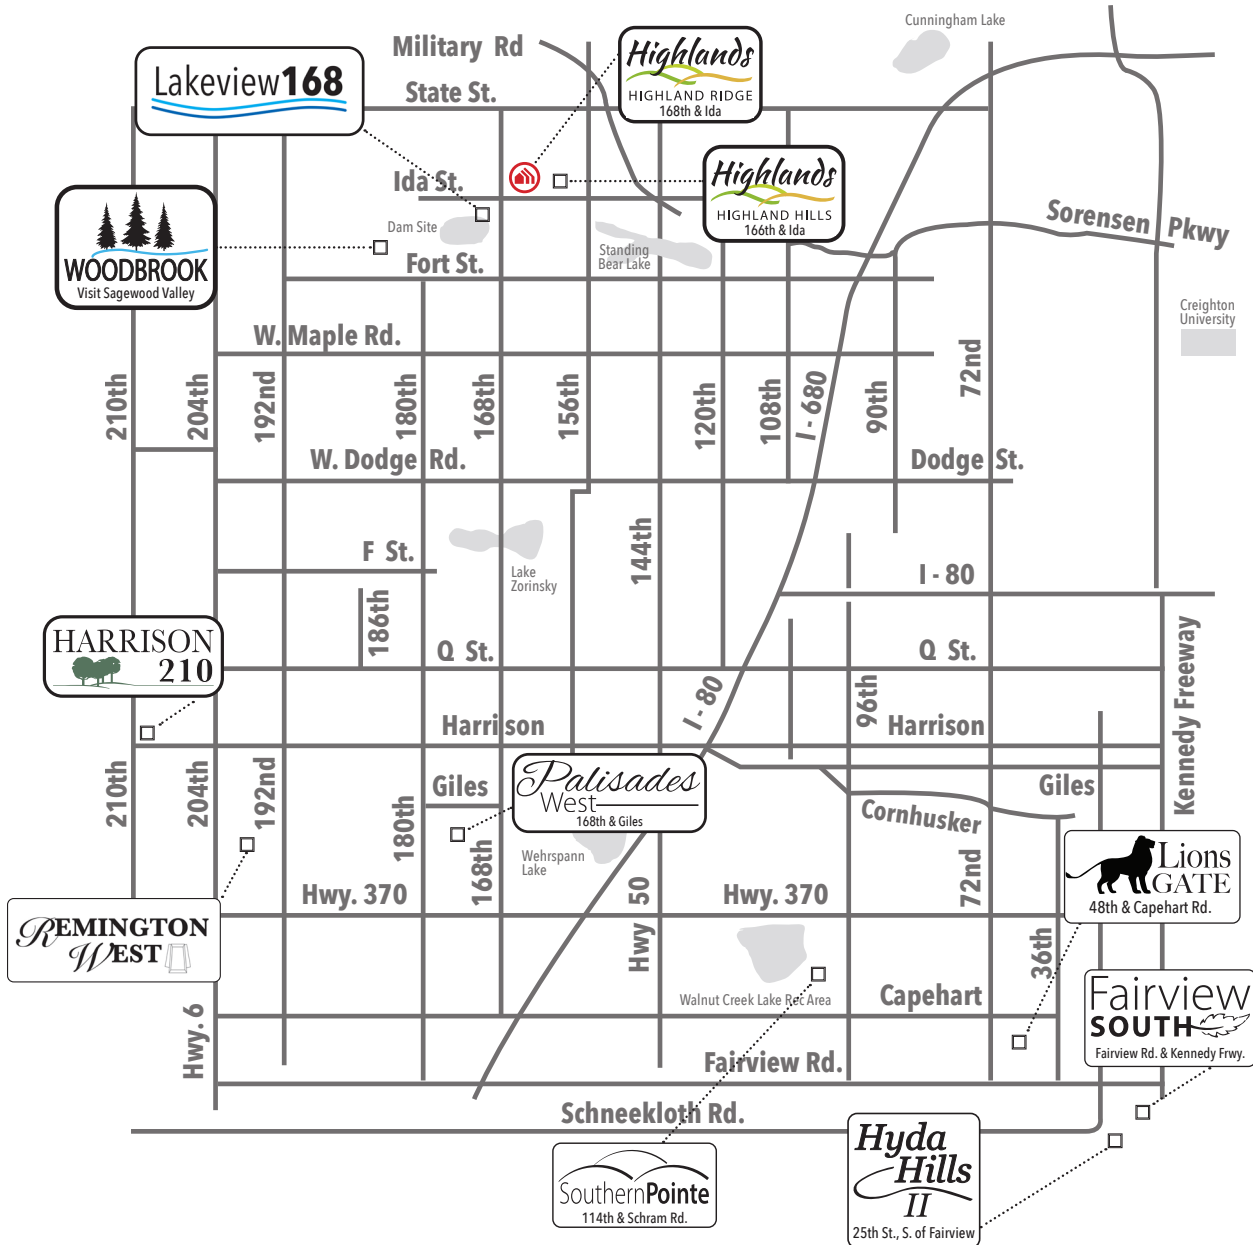 Cunningham Lake
Military Rd
Highlands
HIGHLAND RIDGE
168th & Ida
Lakeview168
State St.
Highlands
HIGHLAND HILLS
166th & Ida
Ida St.
Dam Site
Sorensen Pkwy
WOODBROOK
Visit Sagewood Valley
Standing
Bear Lake
Fort St.
Creighton
University
W. Maple Rd.
210th
204th
192nd
180th
168th
156th
120th
108th
I - 680
90th
72nd
W. Dodge Rd.
Dodge St.
F St.
Lake
Zorinsky
144th
I - 80
186th
HARRISON
210
Q St.
Q St.
I - 80
96th
Kennedy Freeway
Harrison
Harrison
210th
204th
192nd
180th
Giles
168th
Palisades
West
168th & Giles
Giles
Cornhusker
Wehrspann
Lake
Lions
GATE
48th & Capehart Rd.
72nd
Hwy. 370
Hwy 50
Hwy. 370
36th
REMINGTON
WEST
Walnut Creek Lake Rec Area
Capehart
Fairview
SOUTH
Fairview Rd. & Kennedy Frwy.
Hwy. 6
Fairview Rd.
Schneekloth Rd.
Hyda
Hills
II
25th St., S. of Fairview
SouthernPointe
114th & Schram Rd.